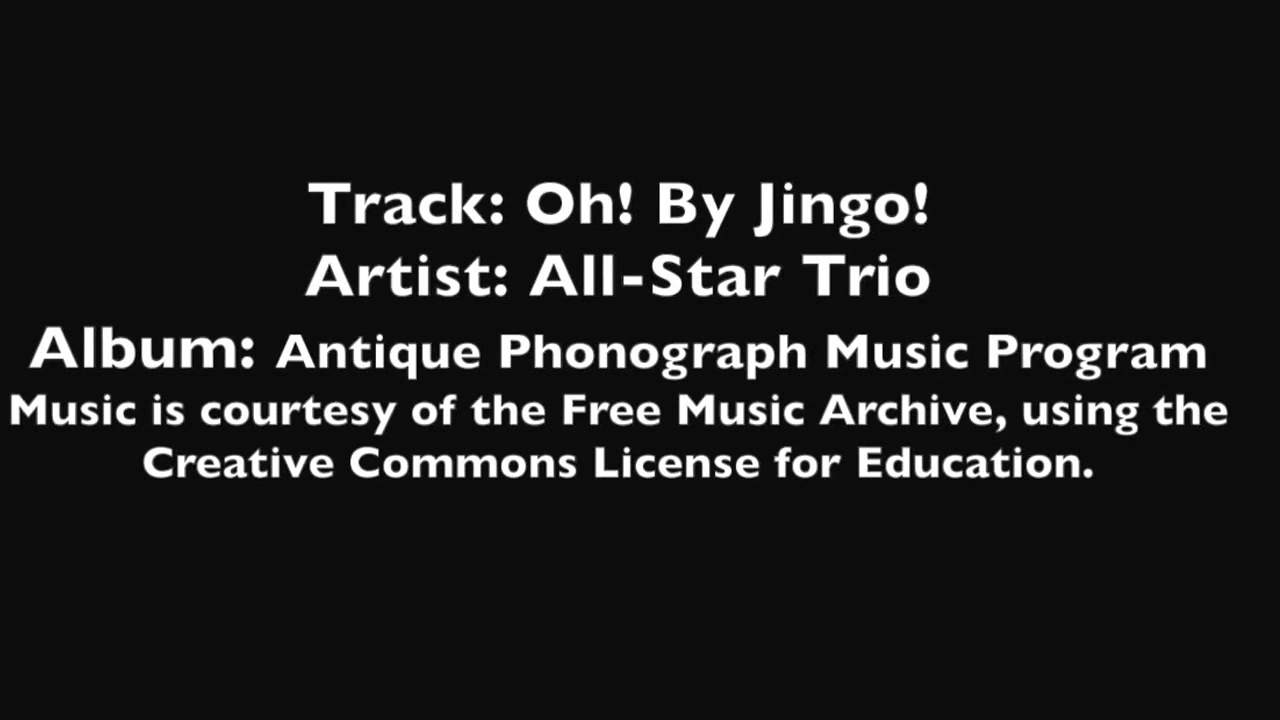 Track: Oh! By Jingo!
Artist: All-Star Trio
Album: Antique Phonograph Music Program
Music is courtesy of the Free Music Archive, using the
Creative Commons License for Education.